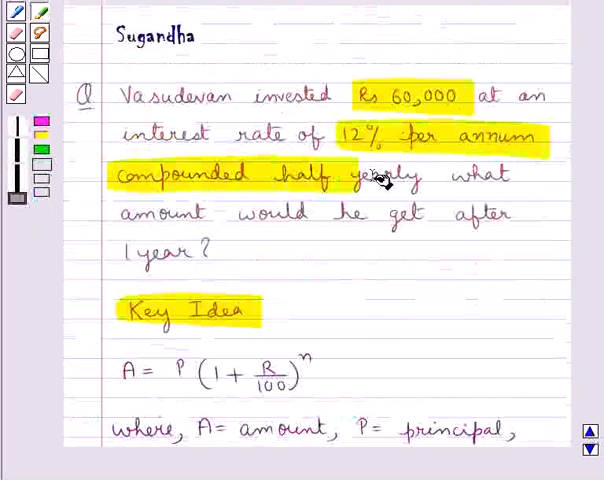 Sugandha
Q Vasudevan invested Rs 60,000 at an
interest rate of 12% per annum
compounded half yearly what
amount would he get after
1 year?
Key Idea
A = P (1 + R/100)^n
where, A = amount, P = principal,